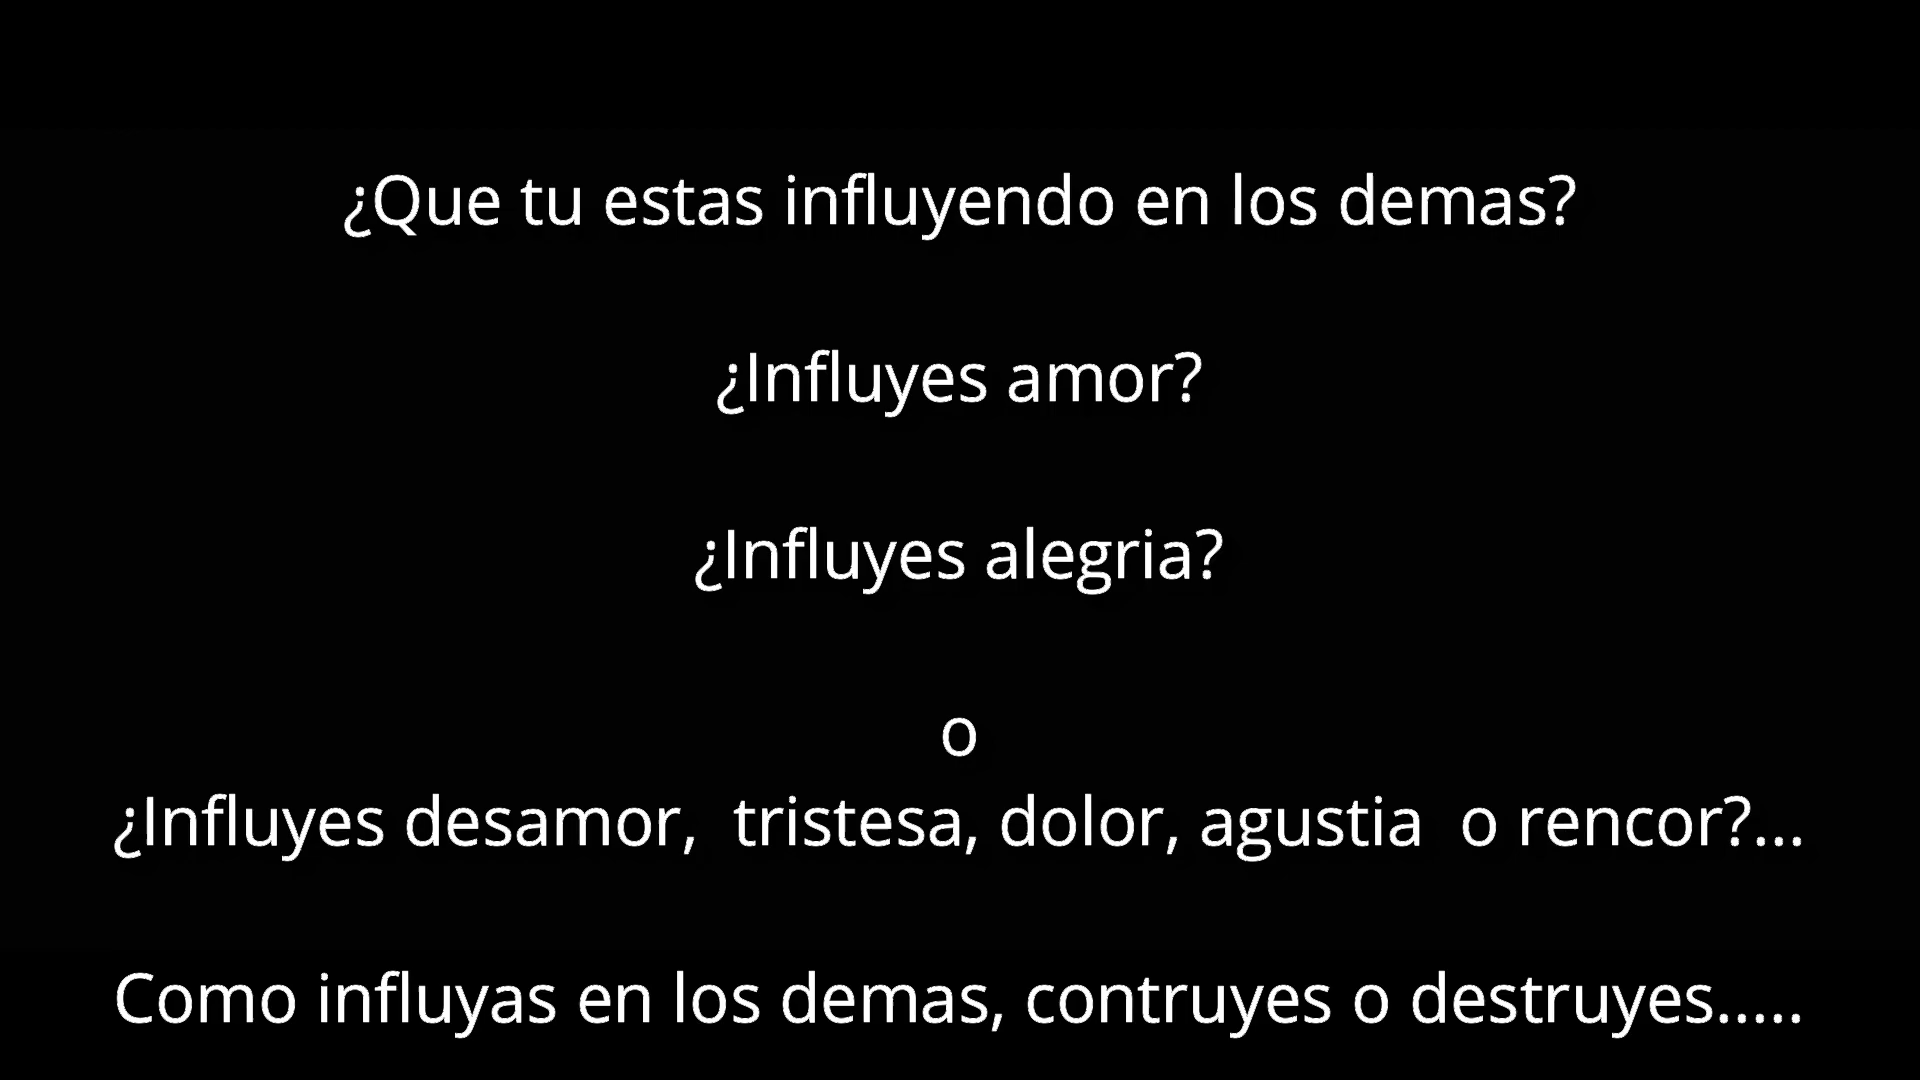 ¿Que tu estas influyendo en los demas?
¿Influyes amor?
¿Influyes alegria?
o
¿Influyes desamor,  tristesa, dolor, agustia  o rencor?...
Como influyas en los demas, contruyes o destruyes.....